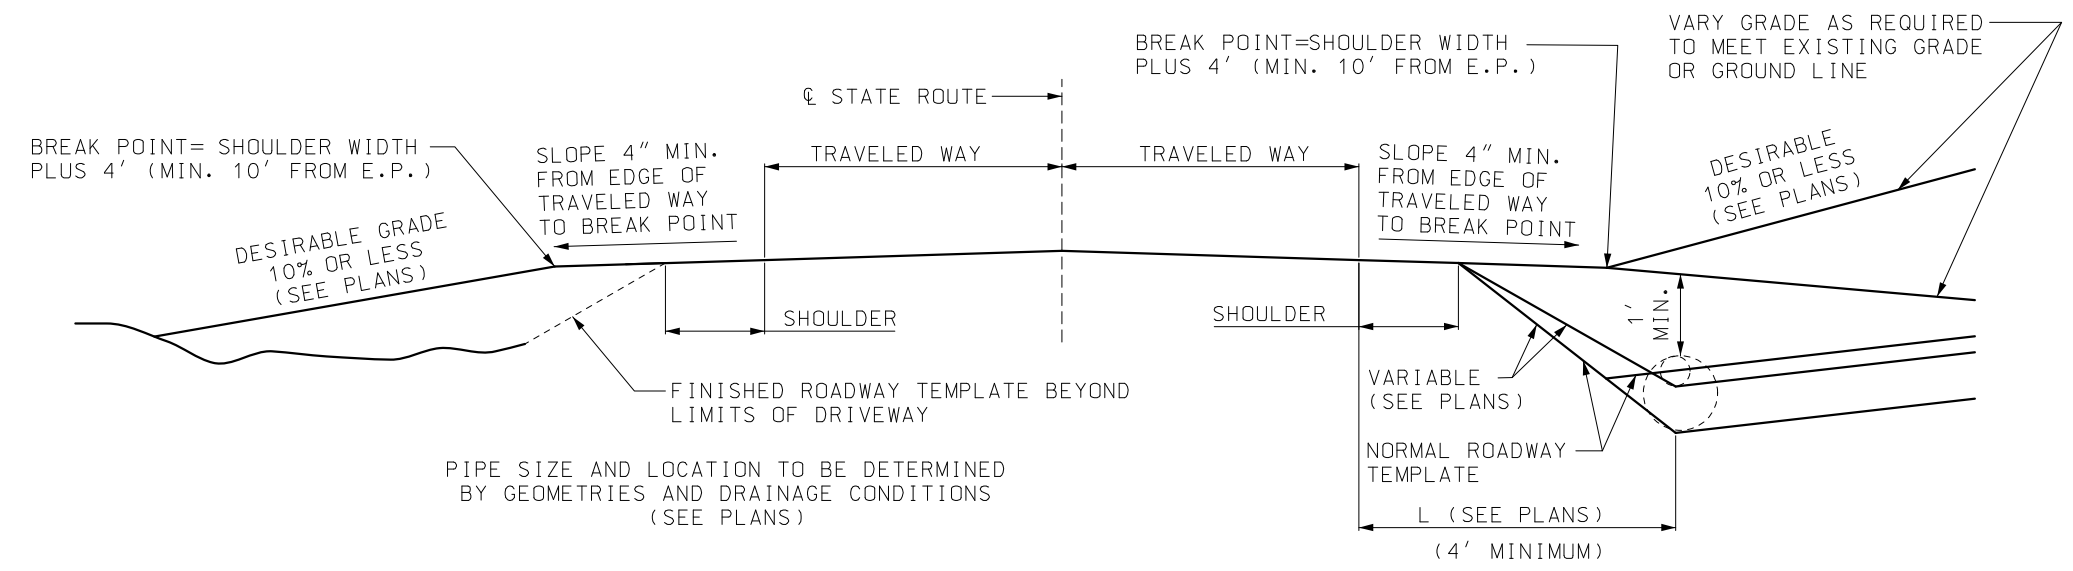 VARY GRADE AS REQUIRED
TO MEET EXISTING GRADE
OR GROUND LINE
BREAK POINT=SHOULDER WIDTH
PLUS 4' (MIN. 10' FROM E.P.)
℄ STATE ROUTE
BREAK POINT= SHOULDER WIDTH
PLUS 4' (MIN. 10' FROM E.P.)
SLOPE 4" MIN.
FROM EDGE OF
TRAVELED WAY
TO BREAK POINT
TRAVELED WAY
TRAVELED WAY
SLOPE 4" MIN.
FROM EDGE OF
TRAVELED WAY
TO BREAK POINT
DESIRABLE
10% OR LESS
(SEE PLANS)
DESIRABLE GRADE
10% OR LESS
(SEE PLANS)
SHOULDER
SHOULDER
1'
MIN.
FINISHED ROADWAY TEMPLATE BEYOND
LIMITS OF DRIVEWAY
VARIABLE
(SEE PLANS)
NORMAL ROADWAY
TEMPLATE
PIPE SIZE AND LOCATION TO BE DETERMINED
BY GEOMETRIES AND DRAINAGE CONDITIONS
(SEE PLANS)
L (SEE PLANS)
(4' MINIMUM)